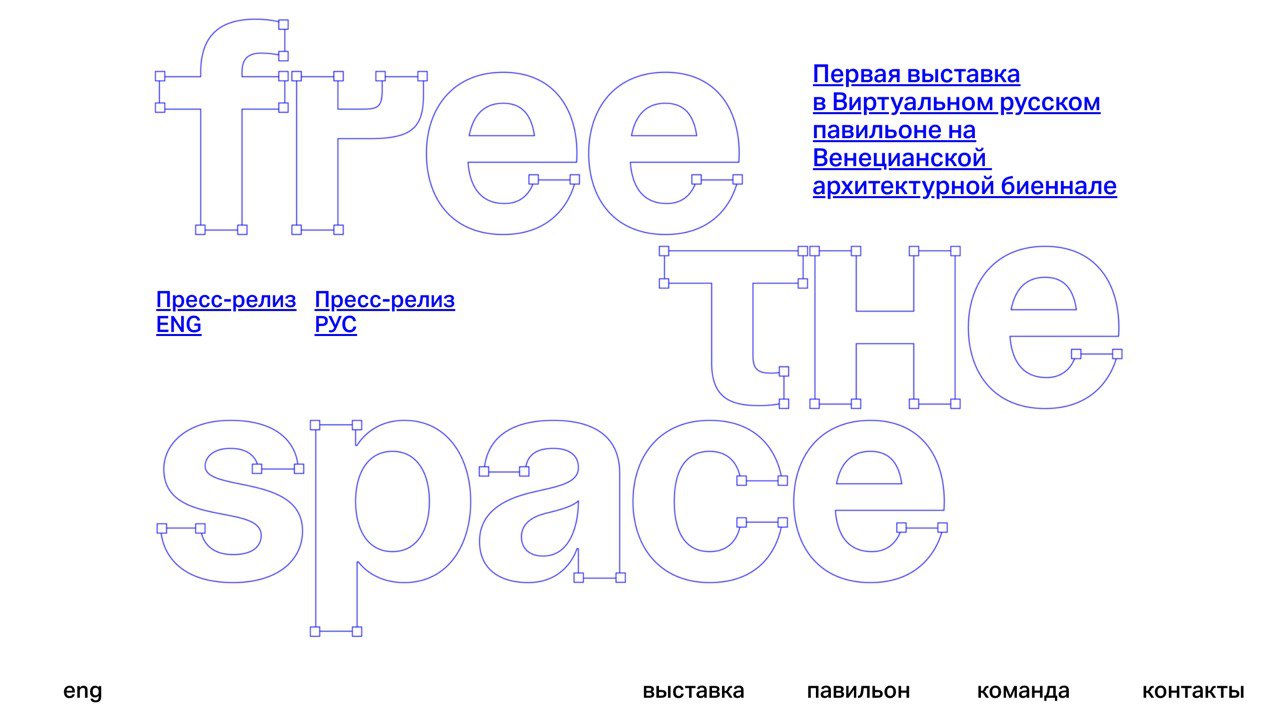 free
Первая выставка
в Виртуальном русском
павильоне на
Венецианской
архитектурной биеннале
тнe
Пресс-релиз
ENG
Пресс-релиз
РУС
space
eng
выставка
павильон
команда
контакты